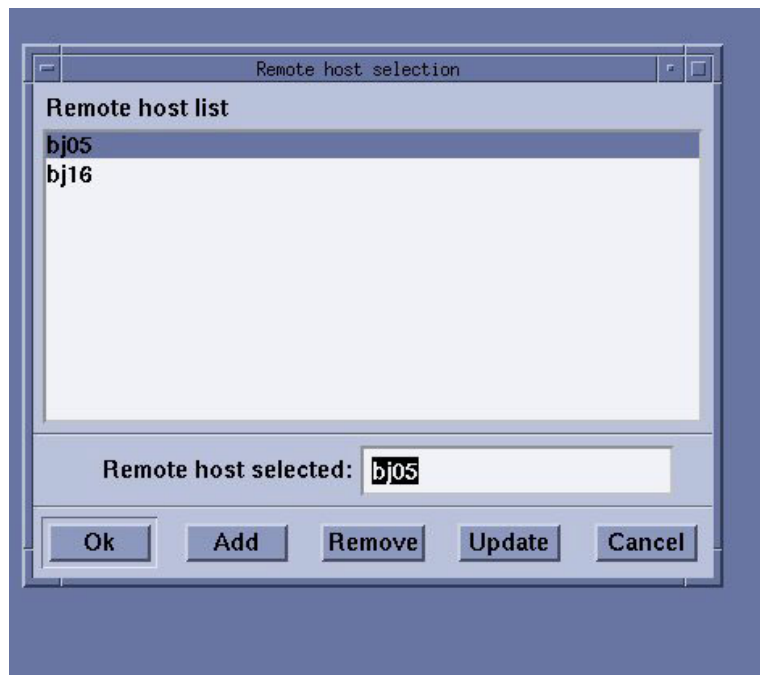 Remote host selection
Remote host list
bj05
bj16
Remote host selected: bj05
Ok Add Remove Update Cancel